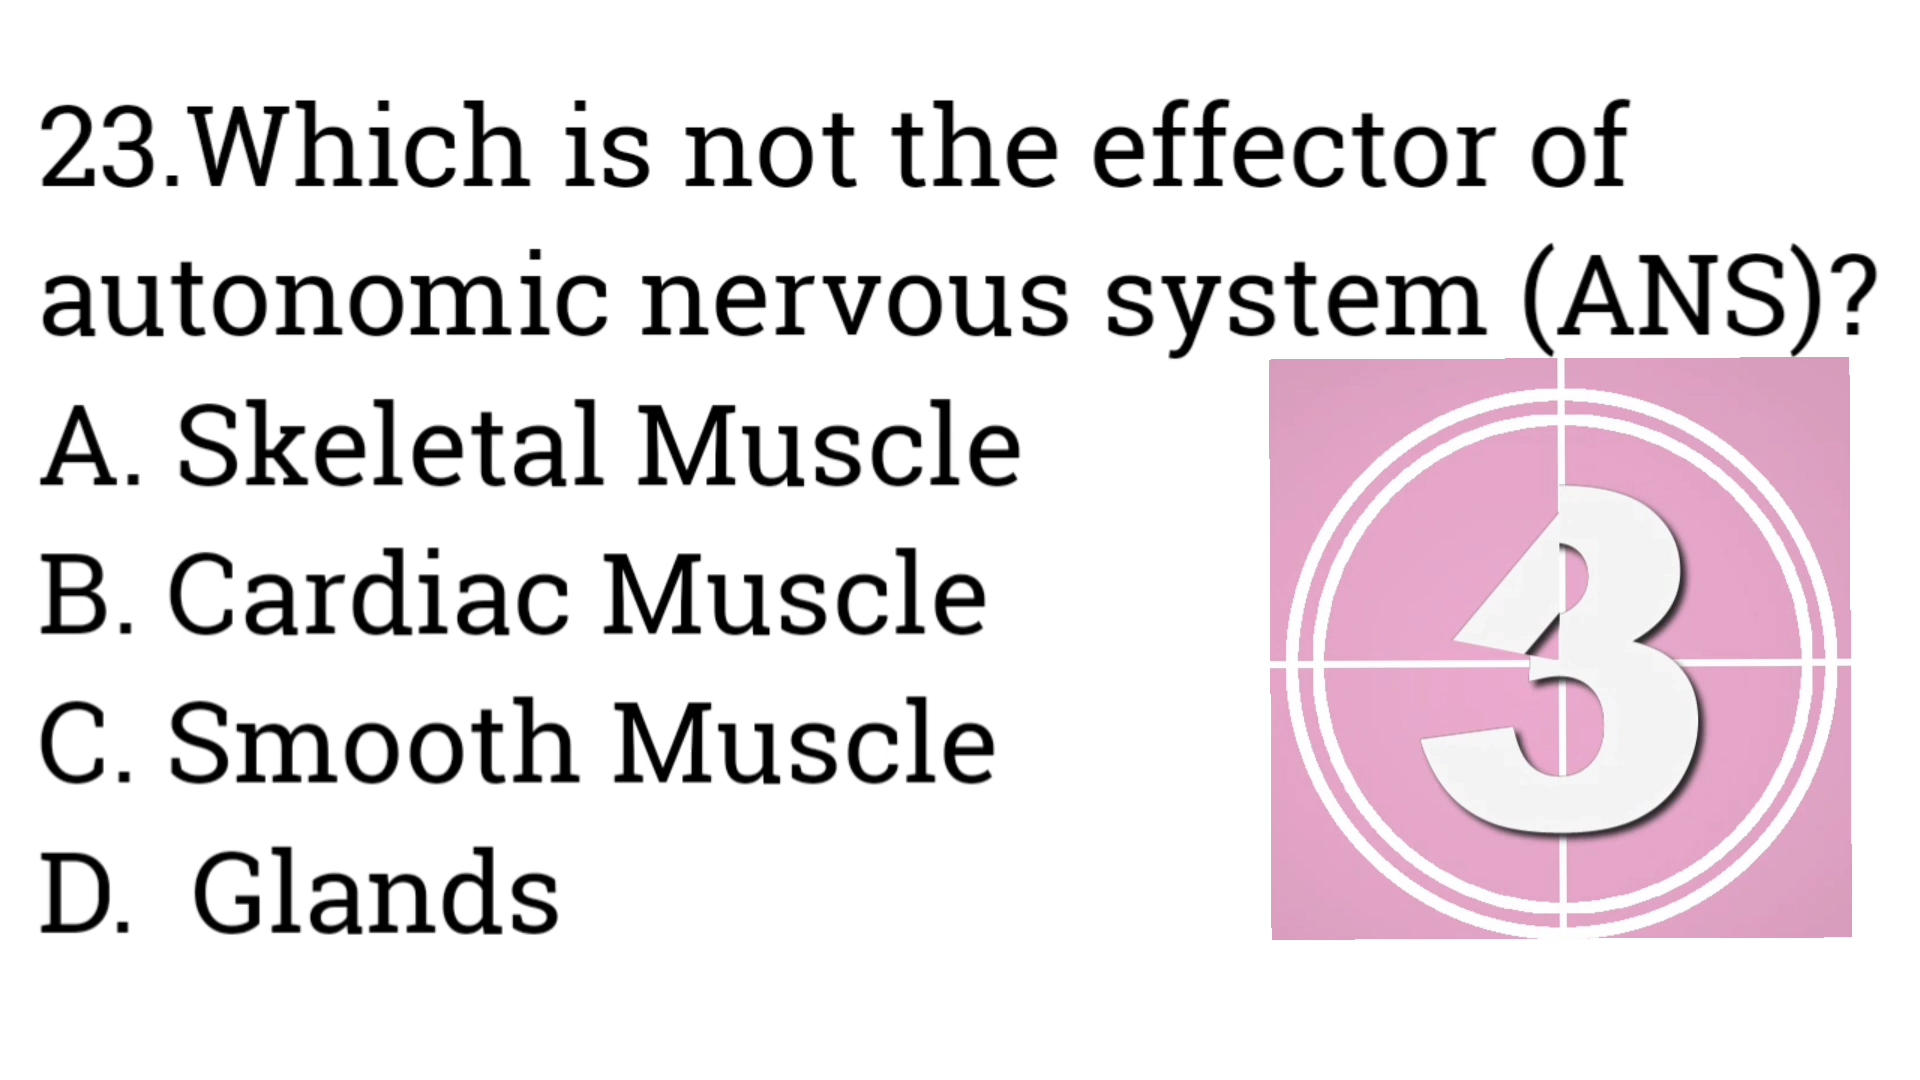 23.Which is not the effector of
autonomic nervous system (ANS)?
A. Skeletal Muscle
B. Cardiac Muscle
C. Smooth Muscle
D. Glands
3